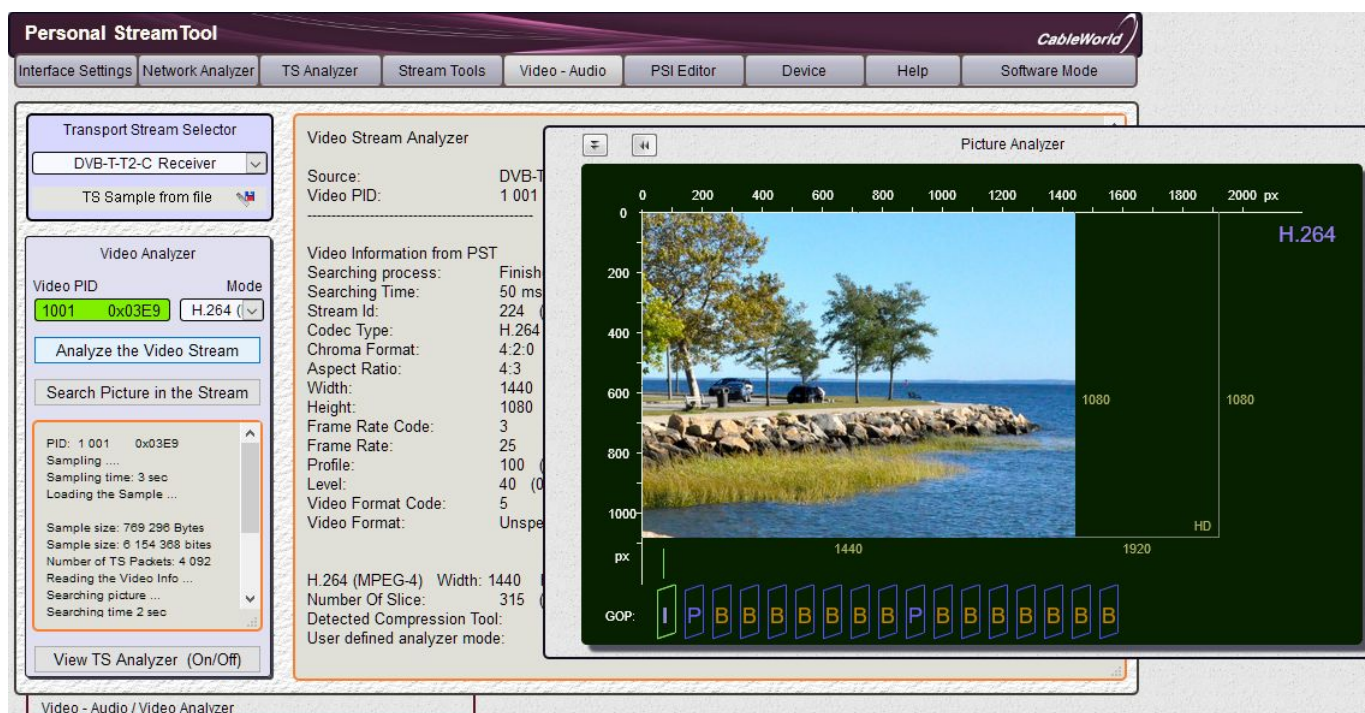 Personal StreamTool
CableWorld
Interface Settings Network Analyzer TS Analyzer Stream Tools Video - Audio PSI Editor Device Help Software Mode
Transport Stream Selector
DVB-T-T2-C Receiver
TS Sample from file
Video Analyzer
Video PID Mode
1001 0x03E9 H.264 (
Analyze the Video Stream
Search Picture in the Stream
PID: 1 001 0x03E9
Sampling ....
Sampling time: 3 sec
Loading the Sample ...
Sample size: 769 296 Bytes
Sample size: 6 154 368 bites
Number of TS Packets: 4 092
Reading the Video Info ...
Searching picture ...
Searching time 2 sec
View TS Analyzer (On/Off)
Video Stream Analyzer
Source: DVB-T
Video PID: 1 001
--------------------------------------------------------
Video Information from PST
Searching process: Finish
Searching Time: 50 ms
Stream Id: 224 (
Codec Type: H.264
Chroma Format: 4:2:0
Aspect Ratio: 4:3
Width: 1440
Height: 1080
Frame Rate Code: 3
Frame Rate: 25
Profile: 100 (
Level: 40 (0
Video Format Code: 5
Video Format: Unspe
H.264 (MPEG-4) Width: 1440
Number Of Slice: 315 (
Detected Compression Tool:
User defined analyzer mode:
Picture Analyzer
0 200 400 600 800 1000 1200 1400 1600 1800 2000 px
0
H.264
200
400
600
1080 1080
800
1000
HD
px
1440 1920
GOP: I P B B B B B B B P B B B B B B B
Video - Audio / Video Analyzer